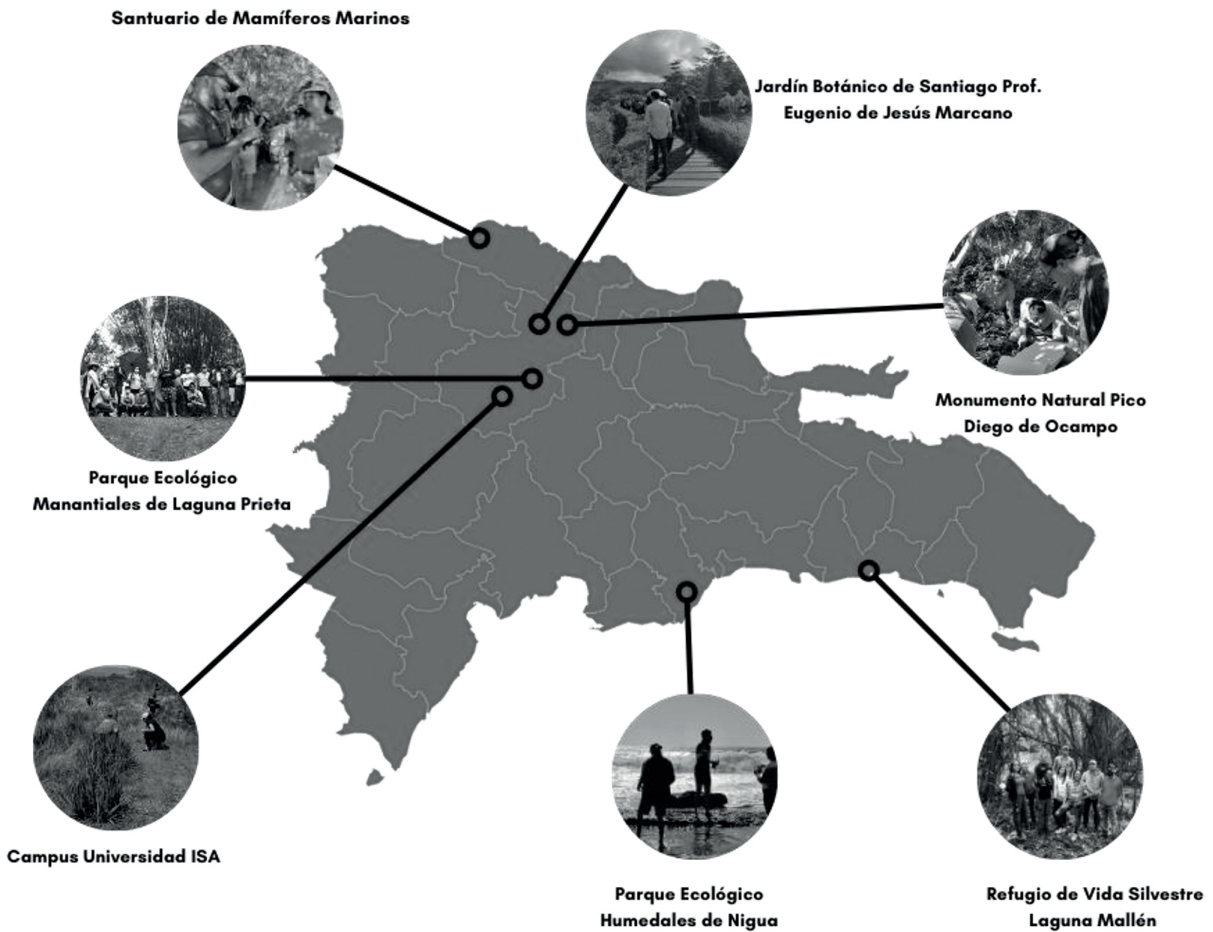 Santuario de Mamíferos Marinos
Jardín Botánico de Santiago Prof.
Eugenio de Jesús Marcano
Monumento Natural Pico
Diego de Ocampo
Parque Ecológico
Manantiales de Laguna Prieta
Campus Universidad ISA
Parque Ecológico
Humedales de Nigua
Refugio de Vida Silvestre
Laguna Mallén